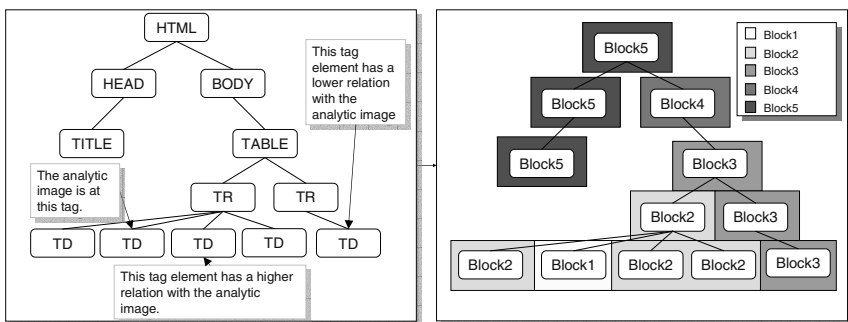 HTML
HEAD
BODY
TITLE
TABLE
This tag
element has a
lower relation
with the
analytic image
The analytic
image is at
this tag.
TR
TR
TD
TD
TD
TD
TD
This tag element has a higher
relation with the analytic
image.
Block5
Block5
Block4
Block5
Block3
Block2
Block3
Block2
Block1
Block2
Block2
Block3
Block1
Block2
Block3
Block4
Block5